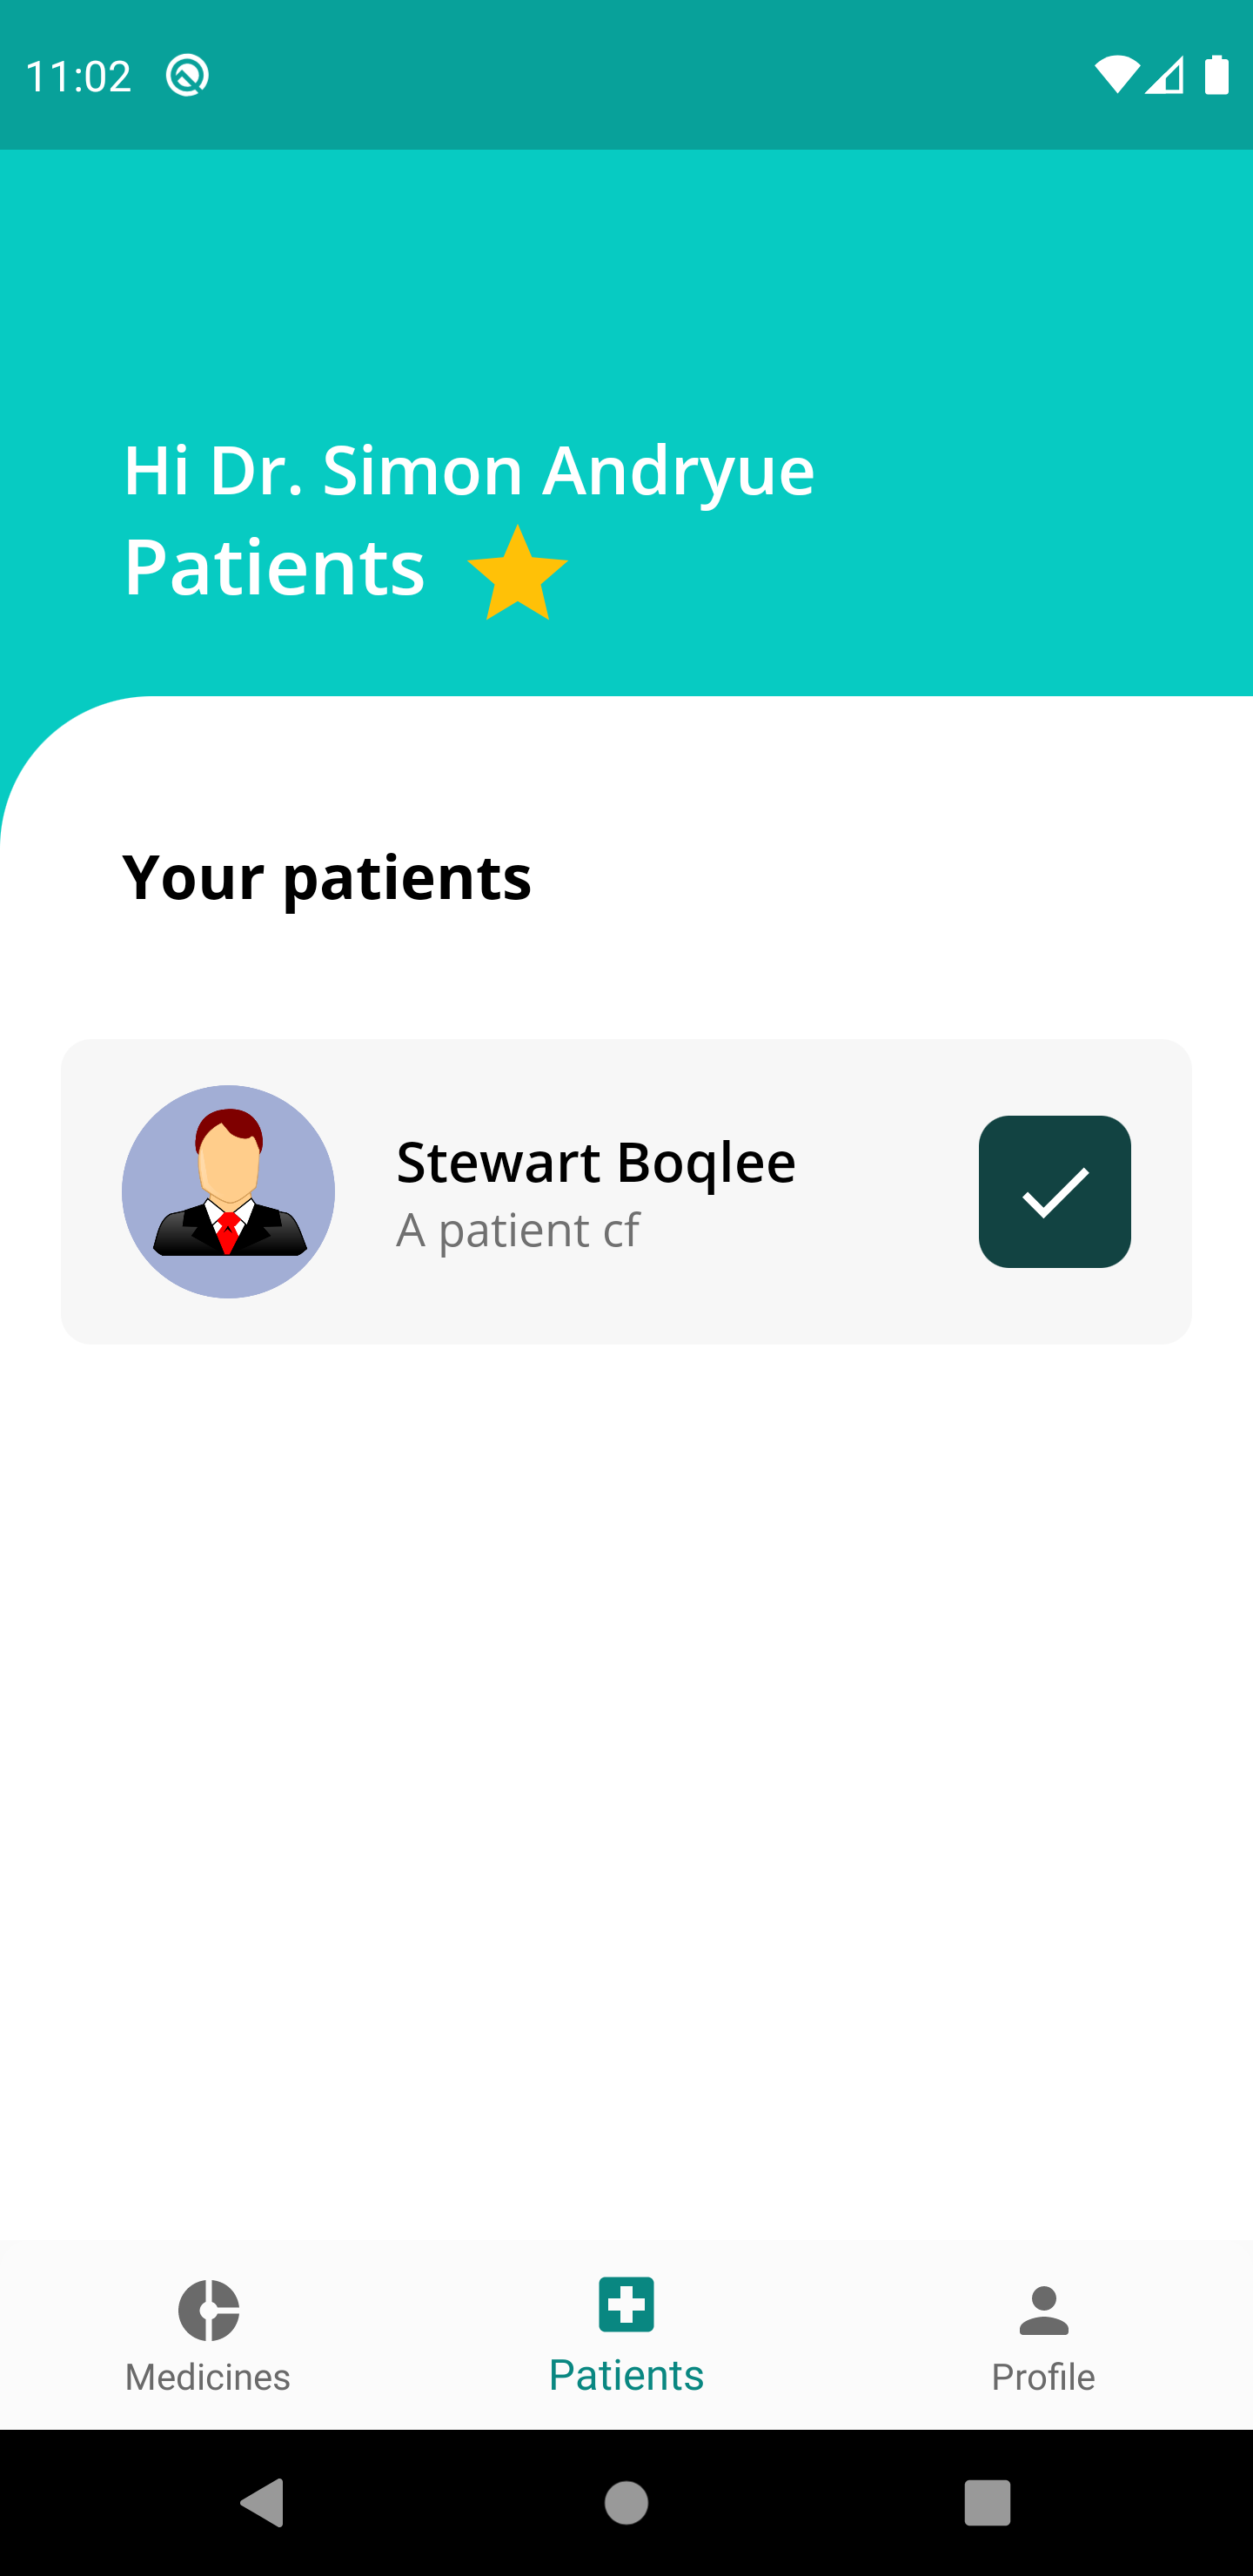 11:02
Hi Dr. Simon Andryue
Patients
Your patients
Stewart Boqlee
A patient cf
Medicines
Patients
Profile